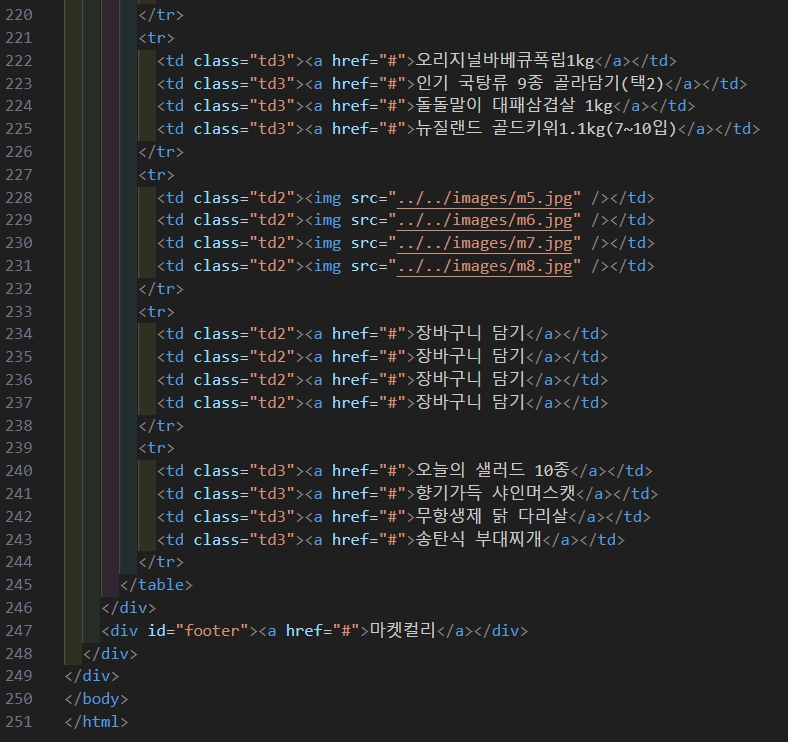 220 </tr>
221 <tr>
222 <td class="td3"><a href="#">오리지널바베큐폭립1kg</a></td>
223 <td class="td3"><a href="#">인기 국탕류 9종 골라담기(택2)</a></td>
224 <td class="td3"><a href="#">돌돌말이 대패삼겹살 1kg</a></td>
225 <td class="td3"><a href="#">뉴질랜드 골드키위1.1kg(7~10입)</a></td>
226 </tr>
227 <tr>
228 <td class="td2"><img src="../../images/m5.jpg" /></td>
229 <td class="td2"><img src="../../images/m6.jpg" /></td>
230 <td class="td2"><img src="../../images/m7.jpg" /></td>
231 <td class="td2"><img src="../../images/m8.jpg" /></td>
232 </tr>
233 <tr>
234 <td class="td2"><a href="#">장바구니 담기</a></td>
235 <td class="td2"><a href="#">장바구니 담기</a></td>
236 <td class="td2"><a href="#">장바구니 담기</a></td>
237 <td class="td2"><a href="#">장바구니 담기</a></td>
238 </tr>
239 <tr>
240 <td class="td3"><a href="#">오늘의 샐러드 10종</a></td>
241 <td class="td3"><a href="#">향기가득 샤인머스캣</a></td>
242 <td class="td3"><a href="#">무항생제 닭 다리살</a></td>
243 <td class="td3"><a href="#">송탄식 부대찌개</a></td>
244 </tr>
245 </table>
246 </div>
247 <div id="footer"><a href="#">마켓컬리</a></div>
248 </div>
249 </div>
250 </body>
251 </html>